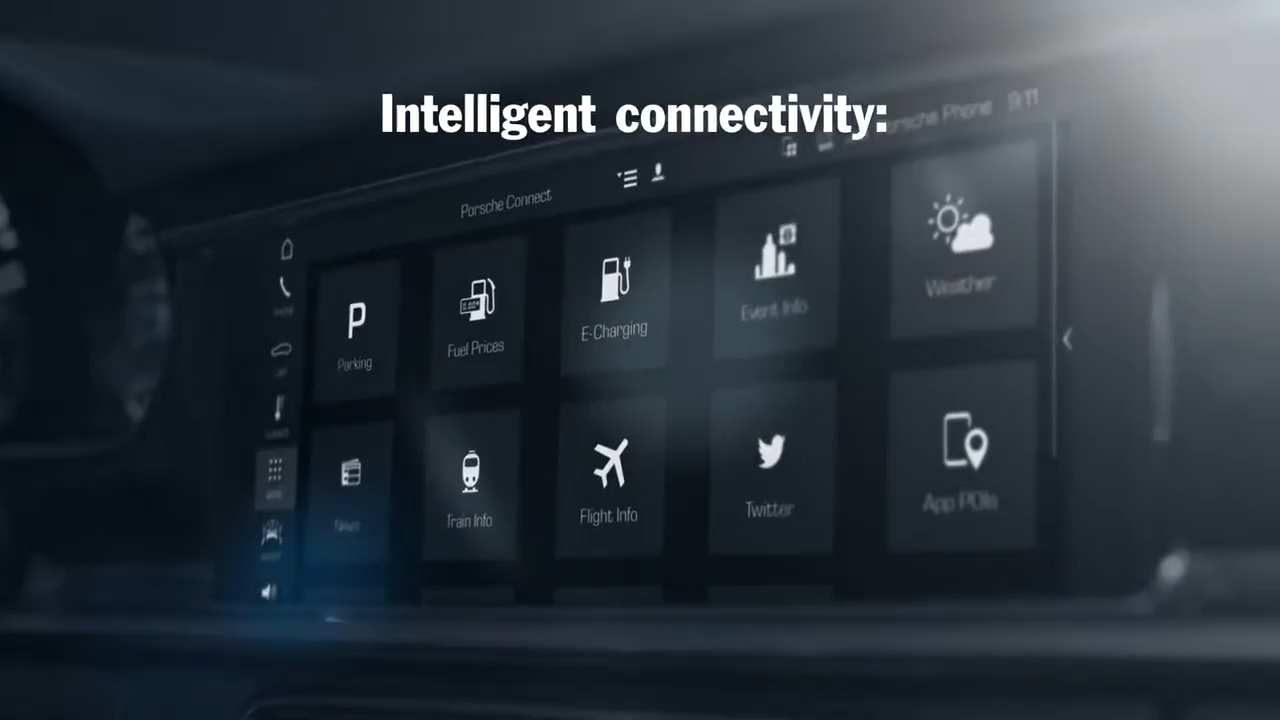 Intelligent connectivity:
Porsche Phone 9:11
Porsche Connect
P
Parking
Fuel Prices
E-Charging
Event Info
Weather
News
Train Info
Flight Info
Twitter
App POIs